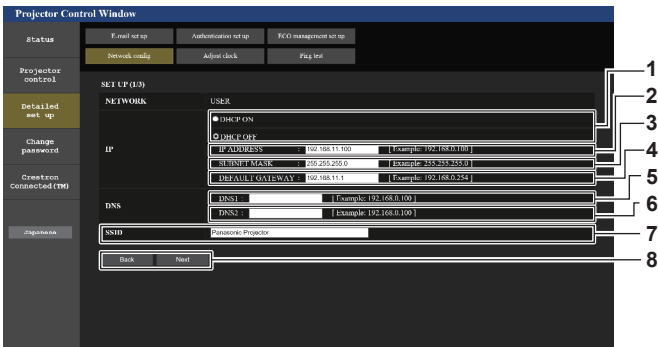 Projector Control Window
Status
Projector control
Detailed set up
Change password
Crestron Connected(TM)
Japanese
E-mail set up Authentication set up ECO management set up
Network config Adjust clock Ping test
SET UP (1/3)
NETWORK USER
IP
DHCP ON
DHCP OFF
IP ADDRESS : 192.168.11.100 [ Example: 192.168.0.100 ]
SUBNET MASK : 255.255.255.0 [ Example: 255.255.255.0 ]
DEFAULT GATEWAY : 192.168.11.1 [ Example: 192.168.0.254 ]
DNS
DNS1 : [ Example: 192.168.0.100 ]
DNS2 : [ Example: 192.168.0.100 ]
SSID Panasonic Projector
Back Next
1
2
3
4
5
6
7
8